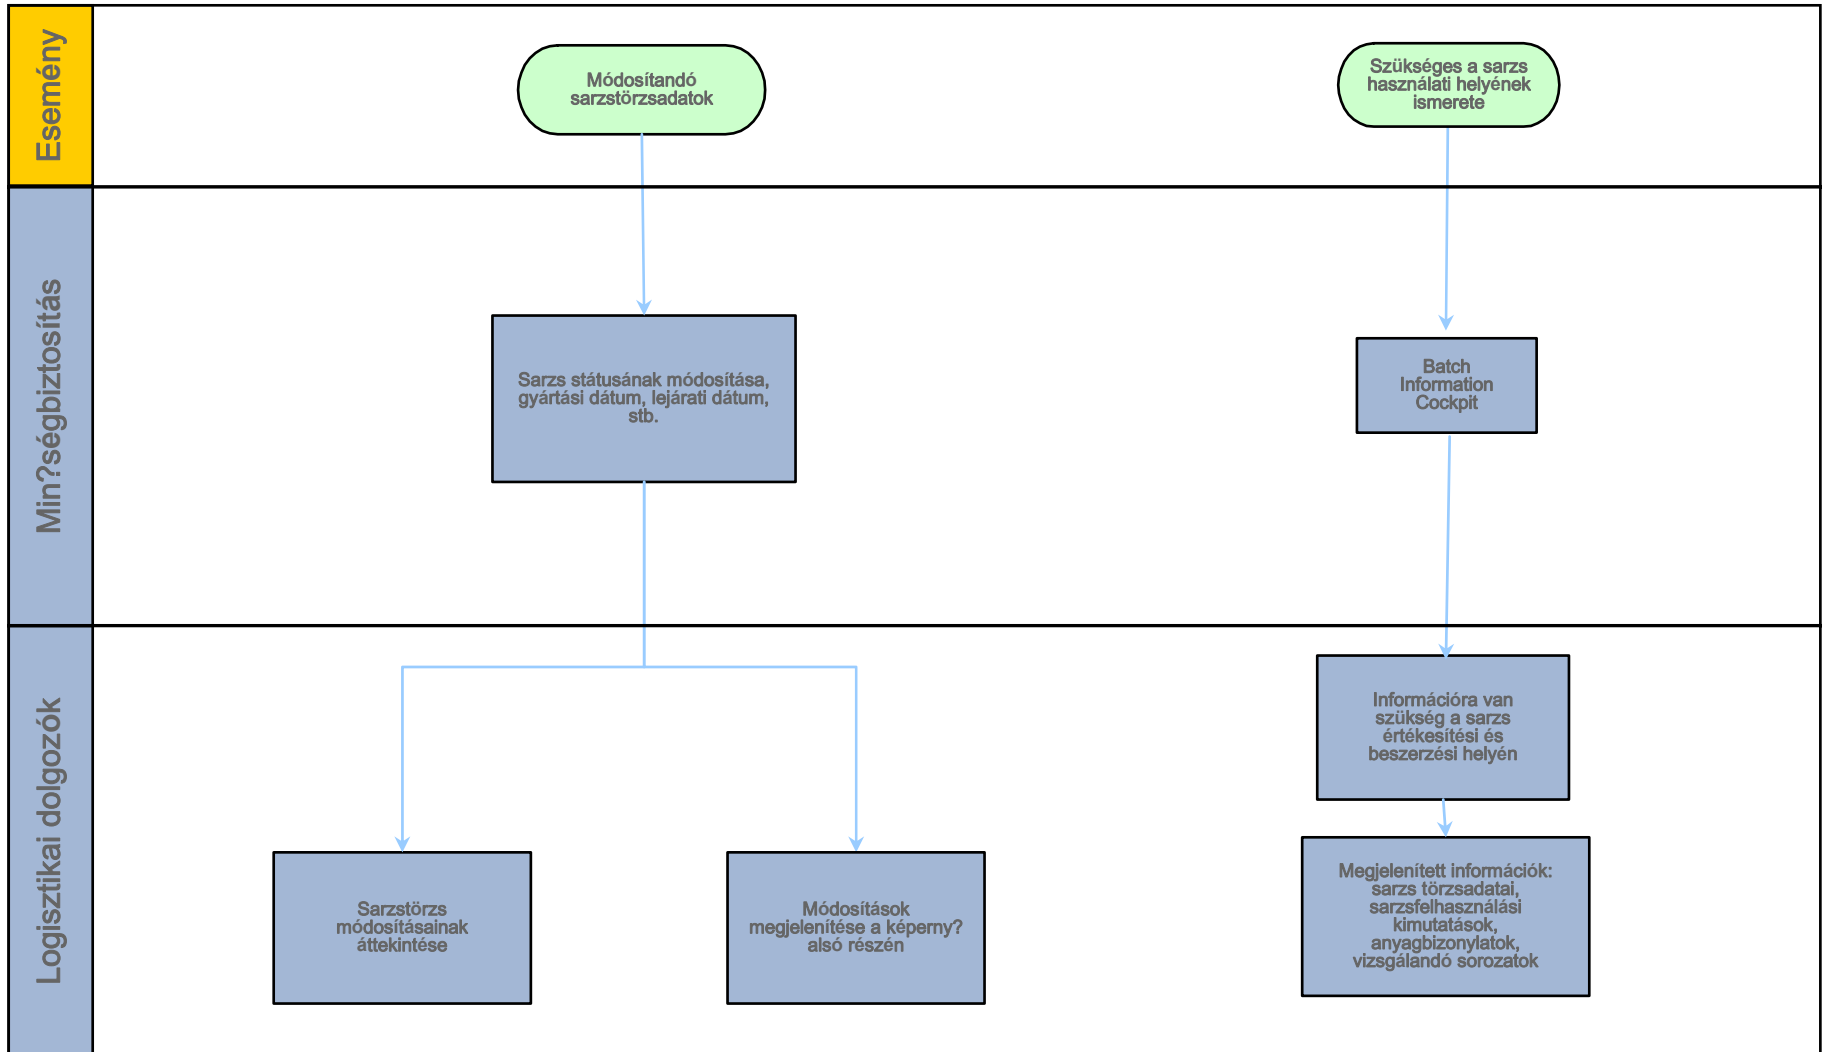 Esemény
Módosítandó
sarzstörzsadatok
Szükséges a sarzs
használati helyének
ismerete
Min?ségbiztosítás
Sarzs státusának módosítása,
gyártási dátum, lejárati dátum,
stb.
Batch
Information
Cockpit
Logisztikai dolgozók
Sarzstörzs
módosításainak
áttekintése
Módosítások
megjelenítése a képerny?
alsó részén
Információra van
szükség a sarzs
értékesítési és
beszerzési helyén
Megjelenített információk:
sarzs törzsadatai,
sarzsfelhasználási
kimutatások,
anyagbizonylatok,
vizsgálandó sorozatok